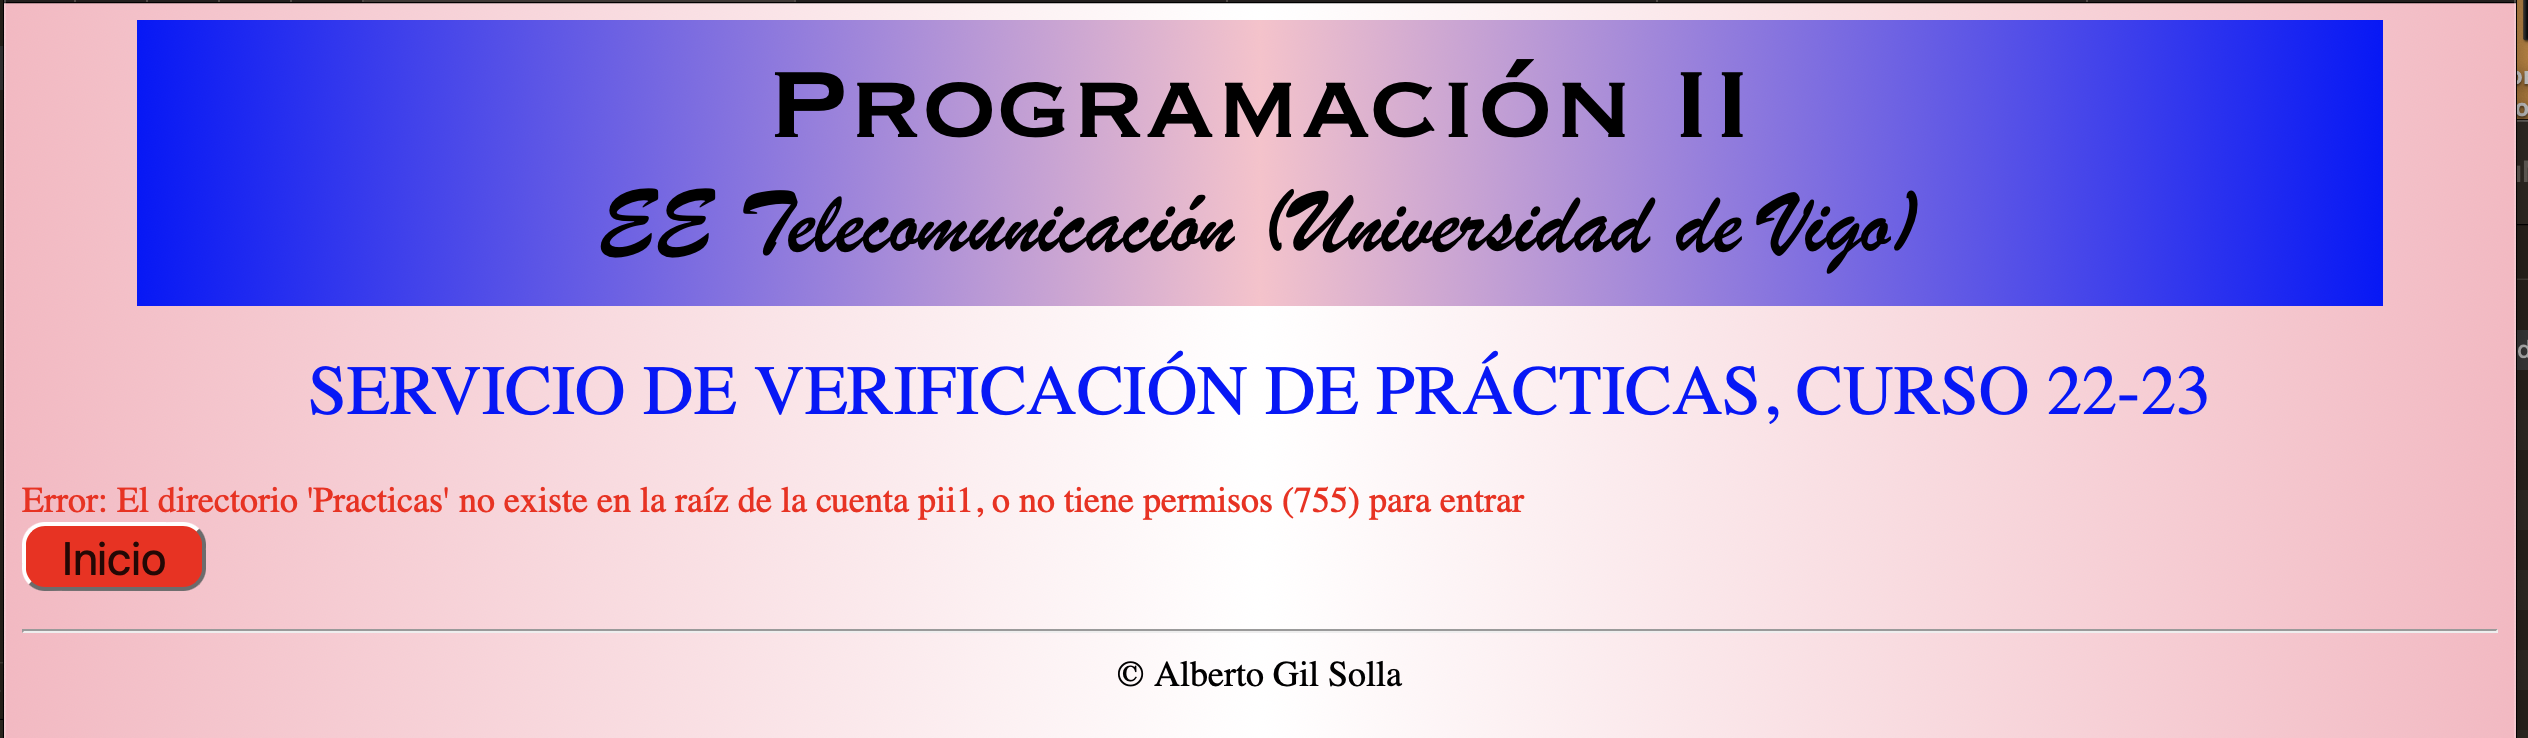 PROGRAMACIÓN II
EE Telecomunicación (Universidad de Vigo)
SERVICIO DE VERIFICACIÓN DE PRÁCTICAS, CURSO 22-23
Error: El directorio 'Practicas' no existe en la raíz de la cuenta pii1, o no tiene permisos (755) para entrar
Inicio
© Alberto Gil Solla